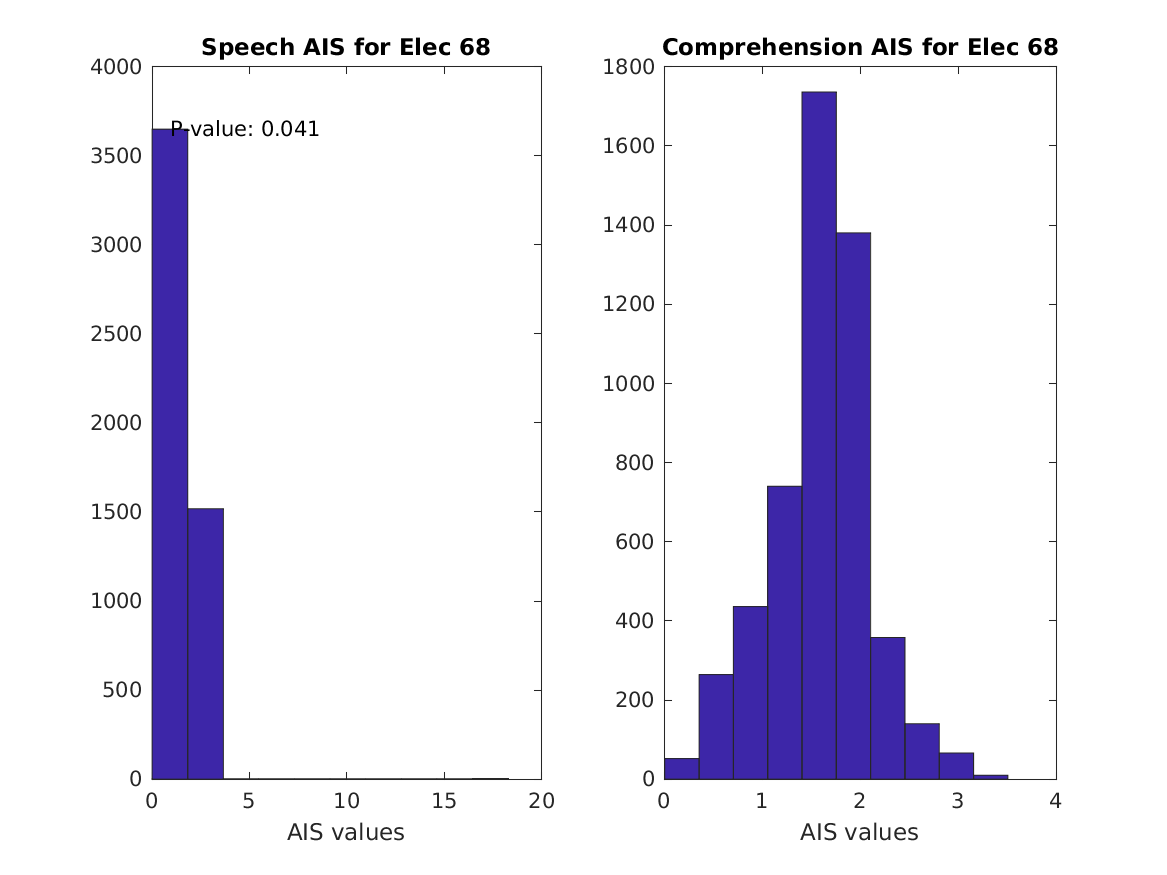 Speech AIS for Elec 68
4000
3500
3000
2500
2000
1500
1000
500
0
P-value: 0.041
0 5 10 15 20
AIS values
Comprehension AIS for Elec 68
1800
1600
1400
1200
1000
800
600
400
200
0
0 1 2 3 4
AIS values